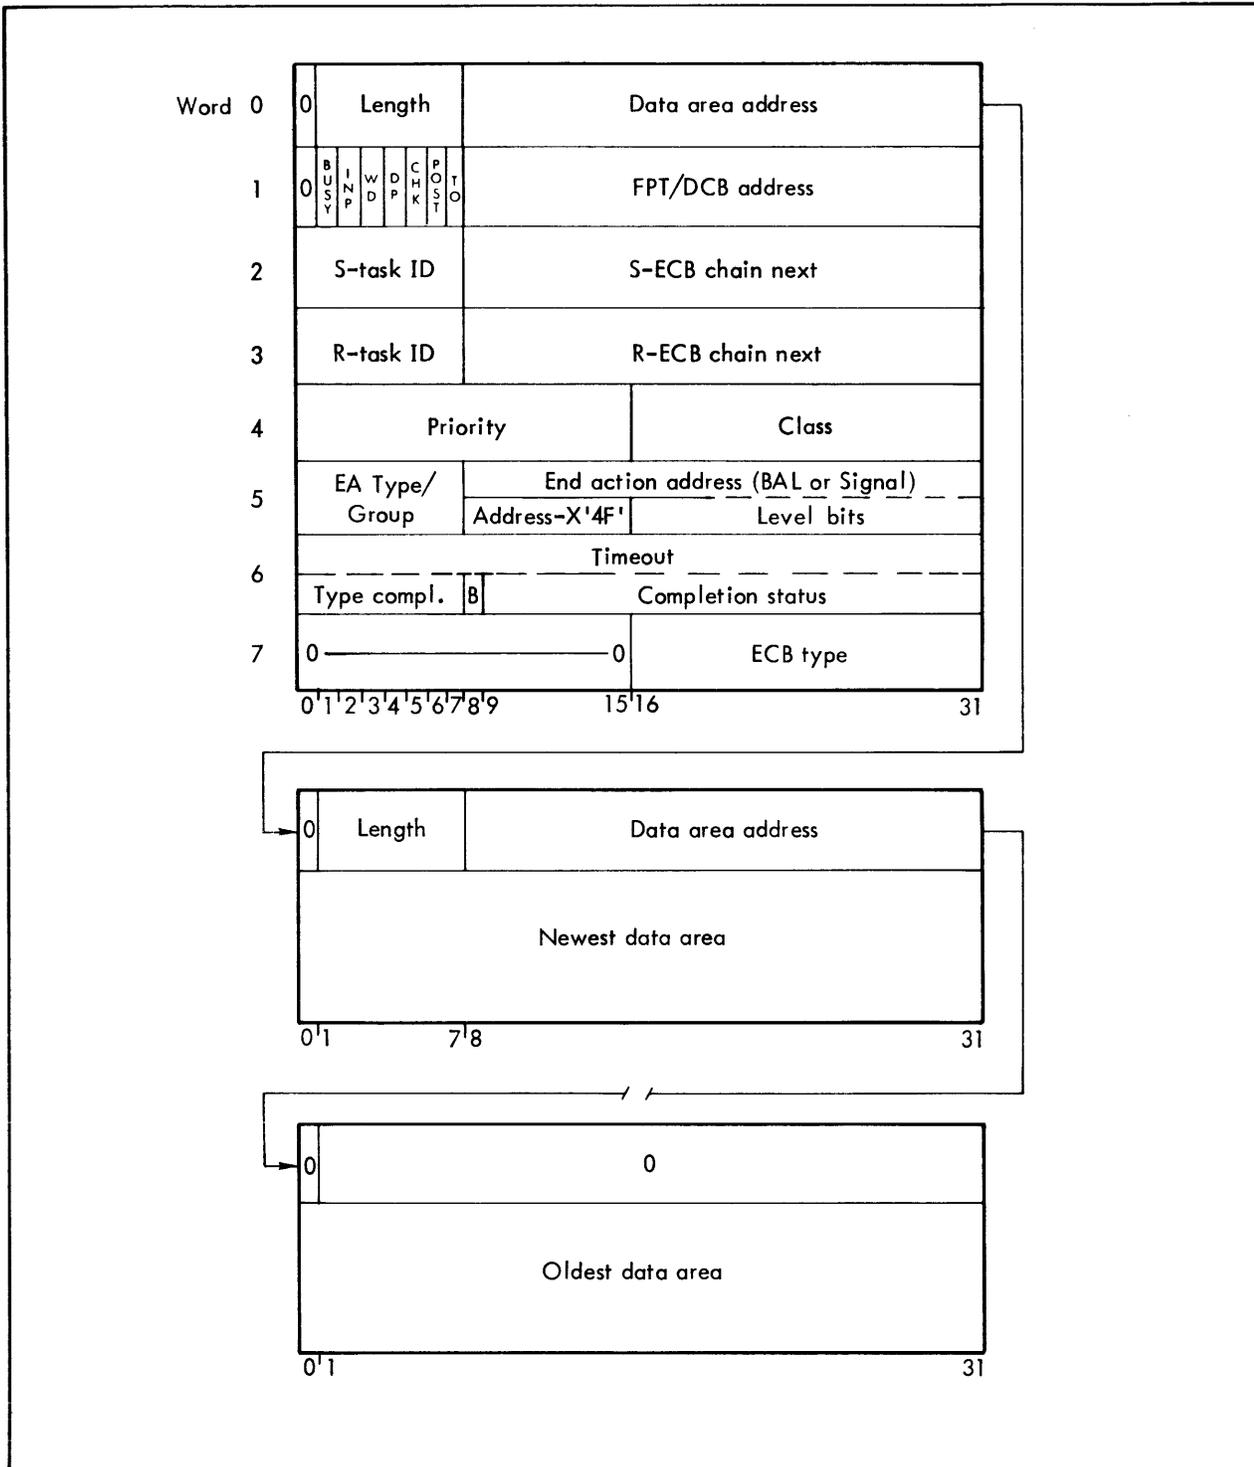 Word 0 0 Length Data area address
1 0 BUSY INP WD DP CHK POST TO FPT/DCB address
2 S-task ID S-ECB chain next
3 R-task ID R-ECB chain next
4 Priority Class
EA Type/ End action address (BAL or Signal)
5
Group Address-X'4F' Level bits
Timeout
6
Type compl. B Completion status
7 0 0 ECB type
0 1 2 3 4 5 6 7 8 9 15 16 31
0 Length Data area address
Newest data area
0 1 7 8 31
0 0
Oldest data area
0 1 31